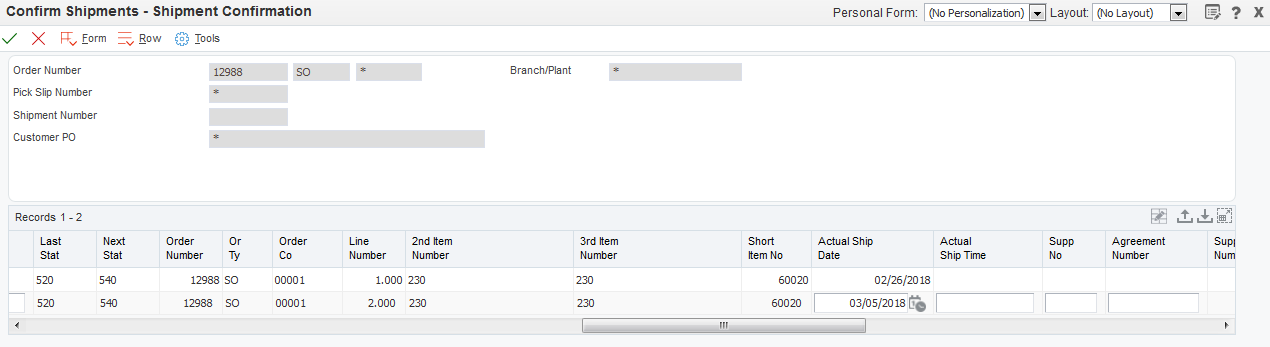 Confirm Shipments - Shipment Confirmation Personal Form: (No Personalization) Layout: (No Layout) ? X
Form Row Tools
Order Number 12988 SO * Branch/Plant *
Pick Slip Number *
Shipment Number
Customer PO *
Records 1 - 2
Last Next Order Or Order Line 2nd Item 3rd Item Short Actual Ship Actual Supp Agreement Supp
Stat Stat Number Ty Co Number Number Number Item No Date Ship Time No Number Num
520 540 12988 SO 00001 1.000 230 230 60020 02/26/2018
520 540 12988 SO 00001 2.000 230 230 60020 03/05/2018